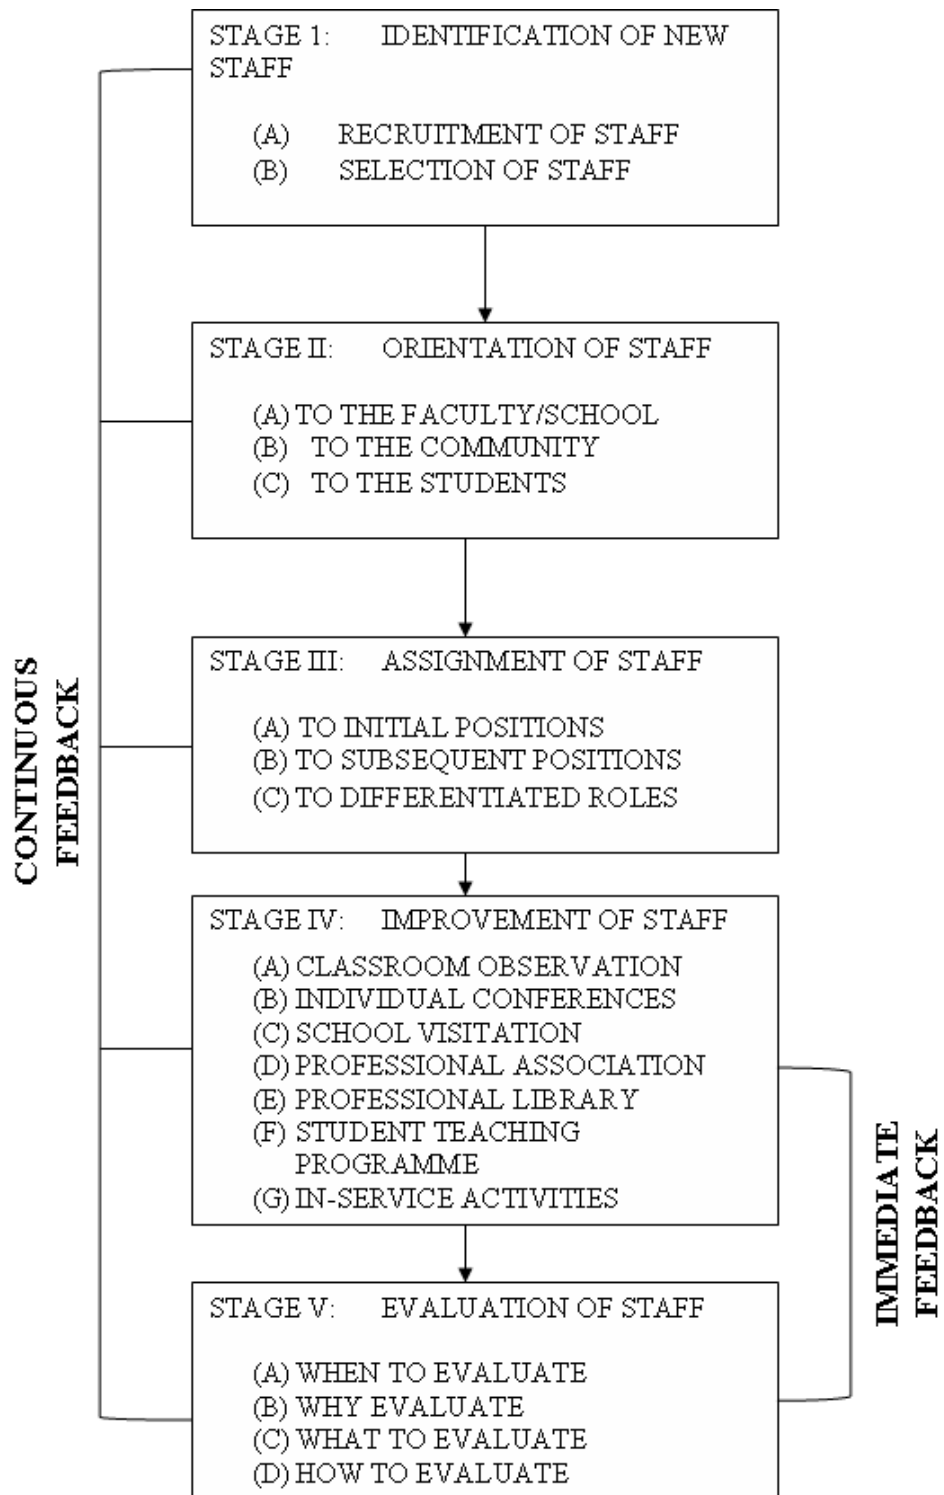 STAGE 1: IDENTIFICATION OF NEW
STAFF
(A) RECRUITMENT OF STAFF
(B) SELECTION OF STAFF
STAGE II: ORIENTATION OF STAFF
(A) TO THE FACULTY/SCHOOL
(B) TO THE COMMUNITY
(C) TO THE STUDENTS
STAGE III: ASSIGNMENT OF STAFF
(A) TO INITIAL POSITIONS
(B) TO SUBSEQUENT POSITIONS
(C) TO DIFFERENTIATED ROLES
STAGE IV: IMPROVEMENT OF STAFF
(A) CLASSROOM OBSERVATION
(B) INDIVIDUAL CONFERENCES
(C) SCHOOL VISITATION
(D) PROFESSIONAL ASSOCIATION
(E) PROFESSIONAL LIBRARY
(F) STUDENT TEACHING
PROGRAMME
(G) IN-SERVICE ACTIVITIES
STAGE V: EVALUATION OF STAFF
(A) WHEN TO EVALUATE
(B) WHY EVALUATE
(C) WHAT TO EVALUATE
(D) HOW TO EVALUATE
CONTINUOUS
FEEDBACK
IMMEDIATE
FEEDBACK